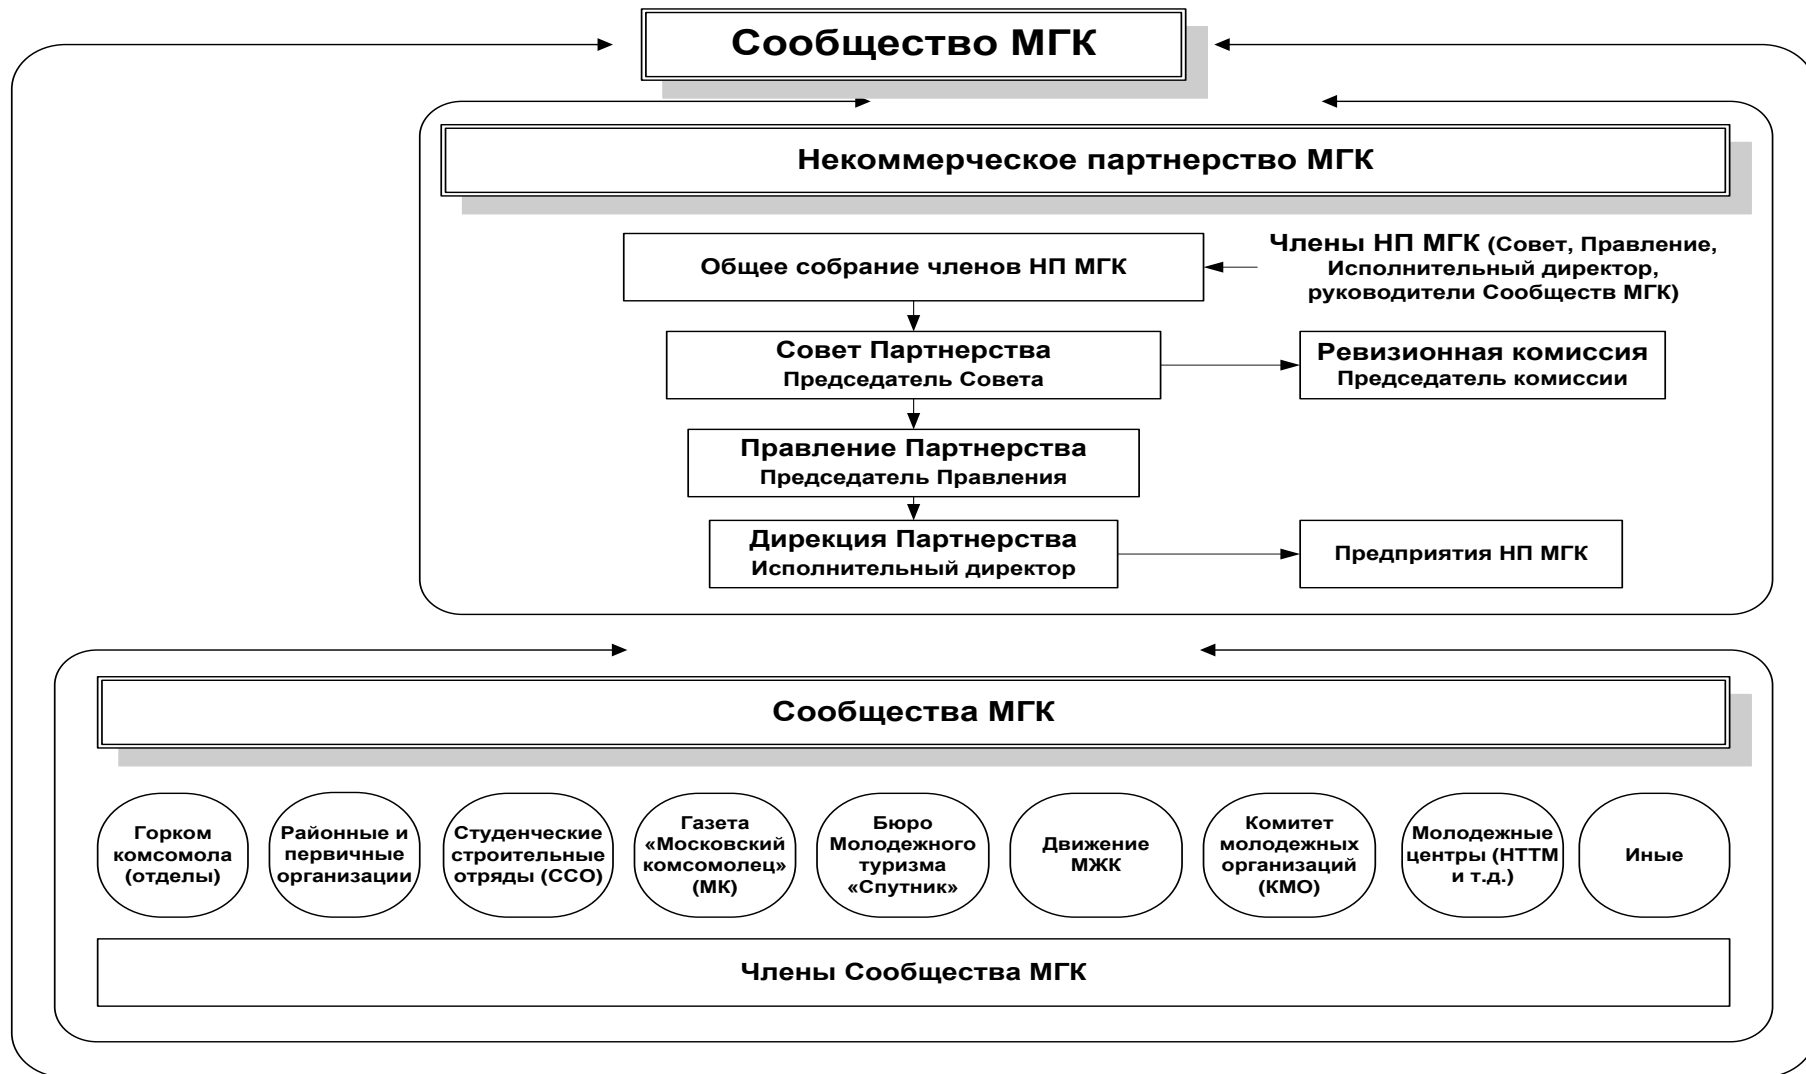 Сообщество МГК
Некоммерческое партнерство МГК
Общее собрание членов НП МГК
Члены НП МГК (Совет, Правление,
Исполнительный директор,
руководители Сообществ МГК)
Совет Партнерства
Председатель Совета
Ревизионная комиссия
Председатель комиссии
Правление Партнерства
Председатель Правления
Дирекция Партнерства
Исполнительный директор
Предприятия НП МГК
Сообщества МГК
Горком
комсомола
(отделы)
Районные и
первичные
организации
Студенческие
строительные
отряды (ССО)
Газета
«Московский
комсомолец»
(МК)
Бюро
Молодежного
туризма
«Спутник»
Движение
МЖК
Комитет
молодежных
организаций
(КМО)
Молодежные
центры (НТТМ
и т.д.)
Иные
Члены Сообщества МГК